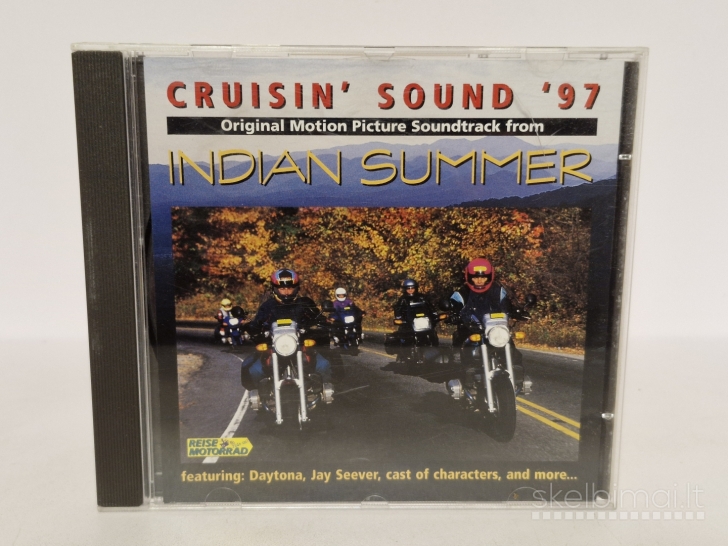 CRUISIN' SOUND '97
Original Motion Picture Soundtrack from
INDIAN SUMMER
REISE
MOTORRAD
featuring: Daytona, Jay Seever, cast of characters, and more...
skelbimai.lt